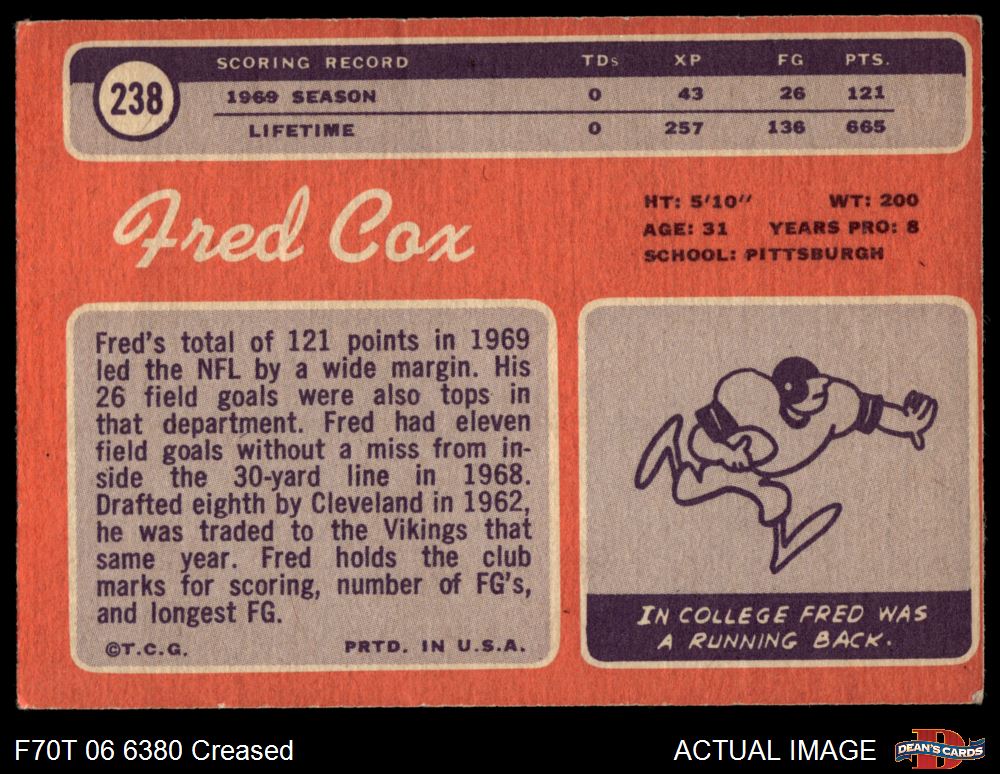 238
SCORING RECORD TDs XP FG PTS.
1969 SEASON 0 43 26 121
LIFETIME 0 257 136 665
Fred Cox
HT: 5'10" WT: 200
AGE: 31 YEARS PRO: 8
SCHOOL: PITTSBURGH
Fred's total of 121 points in 1969
led the NFL by a wide margin. His
26 field goals were also tops in
that department. Fred had eleven
field goals without a miss from in-
side the 30-yard line in 1968.
Drafted eighth by Cleveland in 1962,
he was traded to the Vikings that
same year. Fred holds the club
marks for scoring, number of FG's,
and longest FG.
©T.C.G. PRTD. IN U.S.A.
IN COLLEGE FRED WAS
A RUNNING BACK.
F70T 06 6380 Creased
ACTUAL IMAGE
D
DEAN'S CARDS